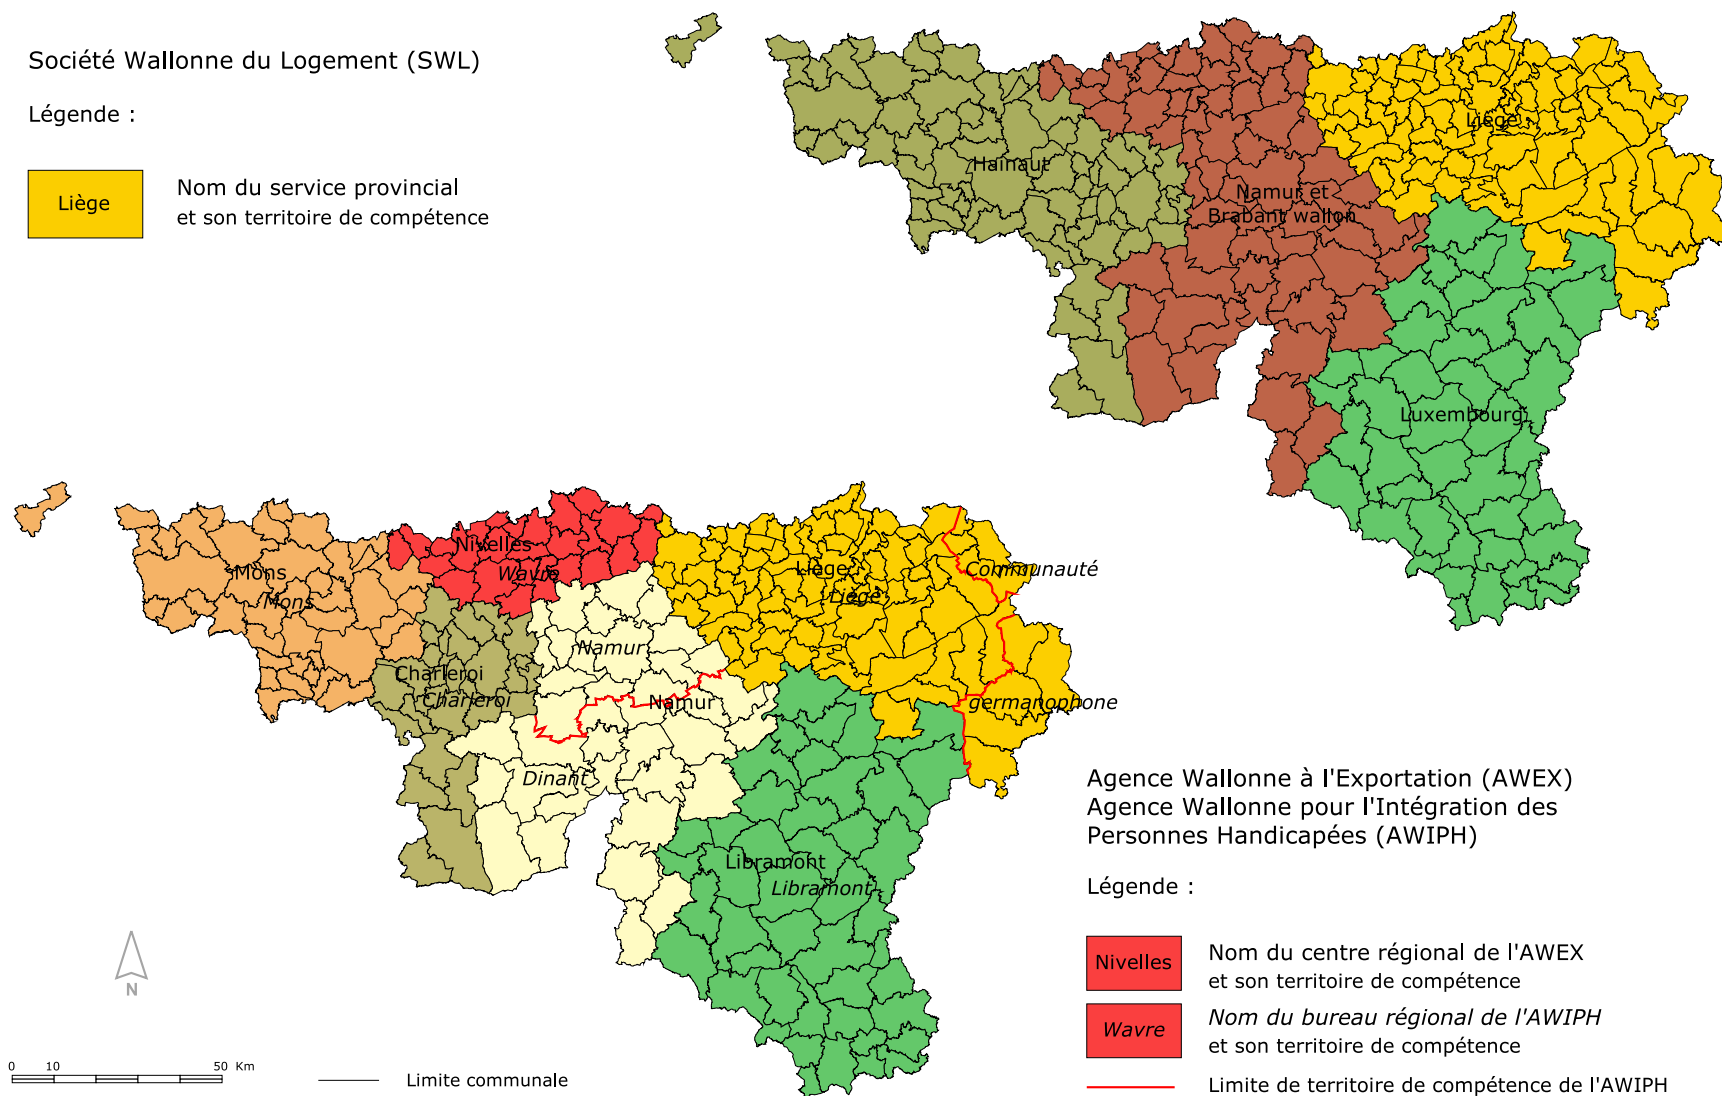 Société Wallonne du Logement (SWL)
Légende :
Liège
Nom du service provincial
et son territoire de compétence
Hainaut
Namur et
Brabant wallon
Liège
Luxembourg
Nivelles
Wavre
Mons
Mons
Charleroi
Charleroi
Namur
Namur
Dinant
Liège
Liège
Communauté
germanophone
Libramont
Libramont
Agence Wallonne à l'Exportation (AWEX)
Agence Wallonne pour l'Intégration des
Personnes Handicapées (AWIPH)
Légende :
Nivelles
Nom du centre régional de l'AWEX
et son territoire de compétence
Wavre
Nom du bureau régional de l'AWIPH
et son territoire de compétence
Limite de territoire de compétence de l'AWIPH
N
0 10 50 Km
Limite communale